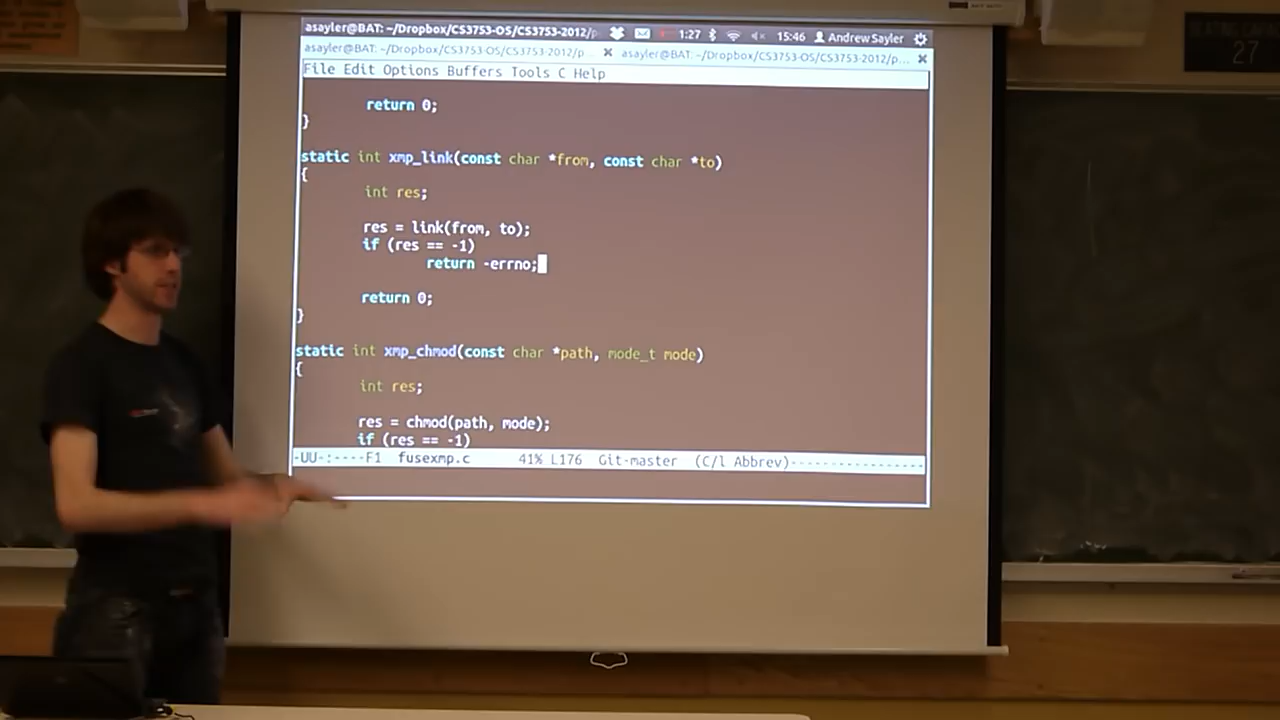 asayler@BAT: ~/Dropbox/CS3753-OS/CS3753-2012/p 1:27 15:46 Andrew Sayler
asayler@BAT: ~/Dropbox/CS3753-OS/CS3753-2012/p... × asayler@BAT: ~/Dropbox/CS3753-OS/CS3753-2012/p... ×
File Edit Options Buffers Tools C Help
return 0;
}
static int xmp_link(const char *from, const char *to)
{
int res;
res = link(from, to);
if (res == -1)
return -errno;
return 0;
}
static int xmp_chmod(const char *path, mode_t mode)
{
int res;
res = chmod(path, mode);
if (res == -1)
-UU-:----F1 fusexmp.c 41% L176 Git-master (C/l Abbrev)----------------
27